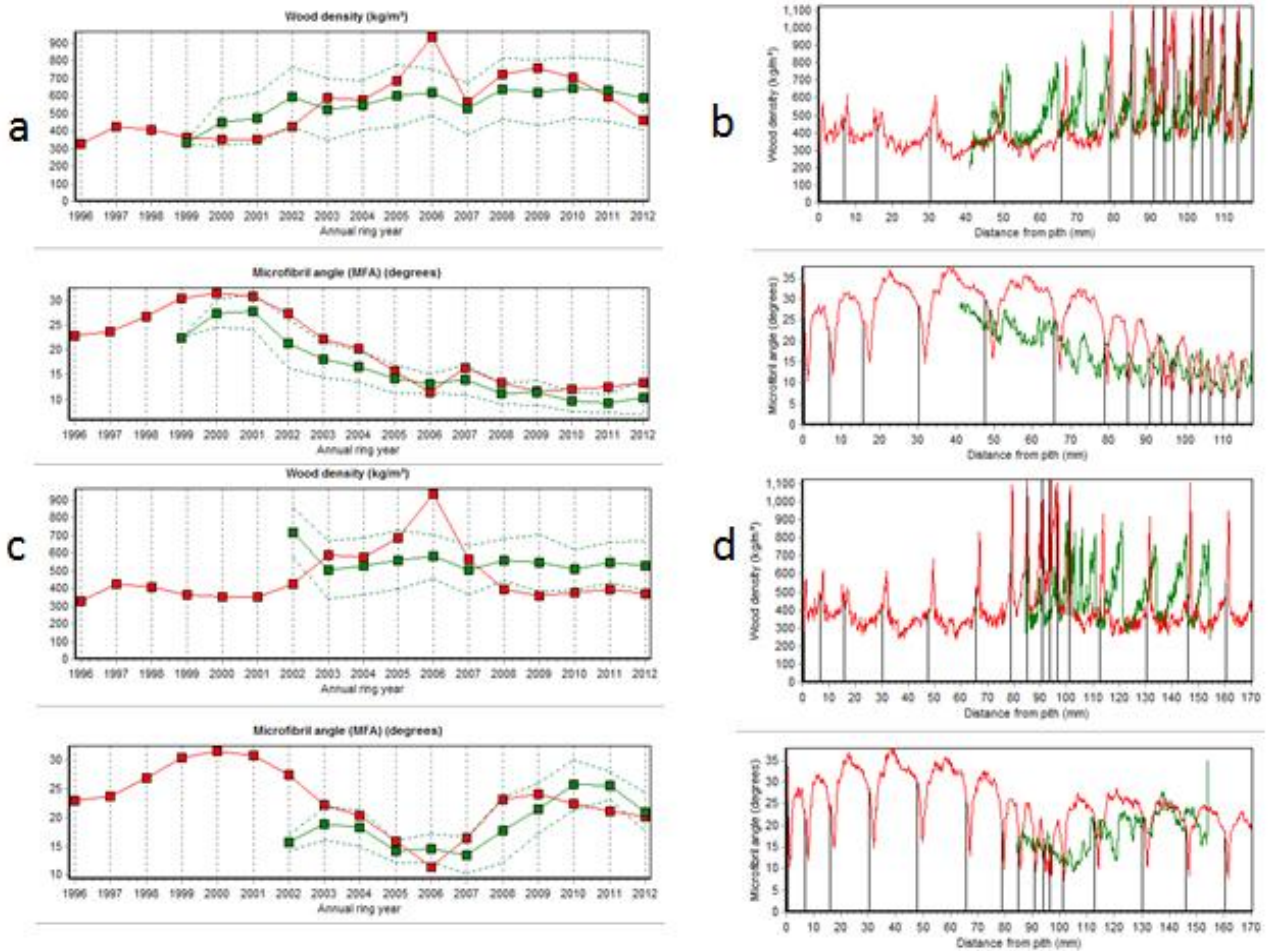 Wood density (kg/m³)
900
800
700
600
500
400
300
200
100
0
1996 1997 1998 1999 2000 2001 2002 2003 2004 2005 2006 2007 2008 2009 2010 2011 2012
Annual ring year
a
Microfibril angle (MFA) (degrees)
30
25
20
15
10
1996 1997 1998 1999 2000 2001 2002 2003 2004 2005 2006 2007 2008 2009 2010 2011 2012
Annual ring year
b
Wood density (kg/m³)
1,100
1,000
900
800
700
600
500
400
300
200
100
0
0 10 20 30 40 50 60 70 80 90 100 110
Distance from pith (mm)
Microfibril angle (degrees)
35
30
25
20
15
10
5
0
0 10 20 30 40 50 60 70 80 90 100 110
Distance from pith (mm)
Wood density (kg/m³)
900
800
700
600
500
400
300
200
100
0
1996 1997 1998 1999 2000 2001 2002 2003 2004 2005 2006 2007 2008 2009 2010 2011 2012
Annual ring year
c
Microfibril angle (MFA) (degrees)
30
25
20
15
10
1996 1997 1998 1999 2000 2001 2002 2003 2004 2005 2006 2007 2008 2009 2010 2011 2012
Annual ring year
d
Wood density (kg/m³)
1,100
1,000
900
800
700
600
500
400
300
200
100
0
0 10 20 30 40 50 60 70 80 90 100 110 120 130 140 150 160 170
Distance from pith (mm)
Microfibril angle (degrees)
35
30
25
20
15
10
5
0
0 10 20 30 40 50 60 70 80 90 100 110 120 130 140 150 160 170
Distance from pith (mm)